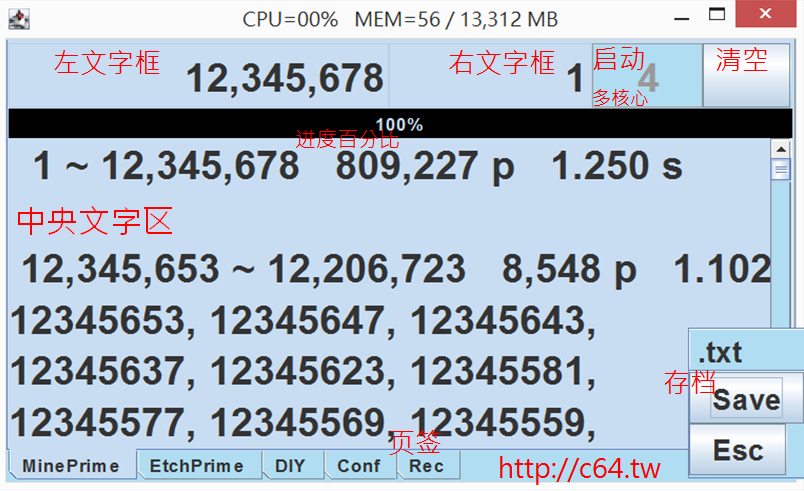 CPU=00% MEM=56 / 13,312 MB
左文字框 12,345,678 右文字框 1 启动 4 清空
多核心
100%
进度百分比
1 ~ 12,345,678 809,227 p 1.250 s
中央文字区
12,345,653 ~ 12,206,723 8,548 p 1.102
12345653, 12345647, 12345643,
12345637, 12345623, 12345581,
12345577, 12345569, 12345559,
.txt
存档
Save
Esc
页签
MinePrime EtchPrime DIY Conf Rec
http://c64.tw